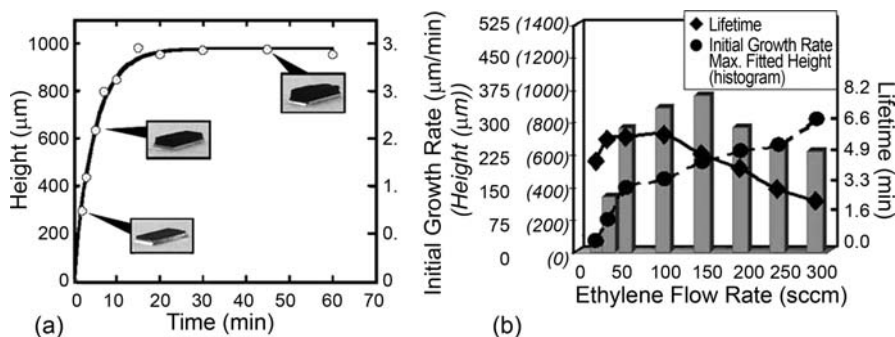 1000
800
600
400
200
0
Height (µm)
3.
3.
2.
1.
0.
3
0 10 20 30 40 50 60 70
Time (min)
(a)
Initial Growth Rate (µm/min)
(Height (µm))
525 (1400)
450 (1200)
375 (1000)
300 (800)
225 (600)
150 (400)
75 (200)
0 (0)
Lifetime
Initial Growth Rate
Max. Fitted Height
(histogram)
8.2
6.6
4.9
3.3
1.6
0.0
Lifetime (min)
0 50 100 150 200 250 300
Ethylene Flow Rate (sccm)
(b)